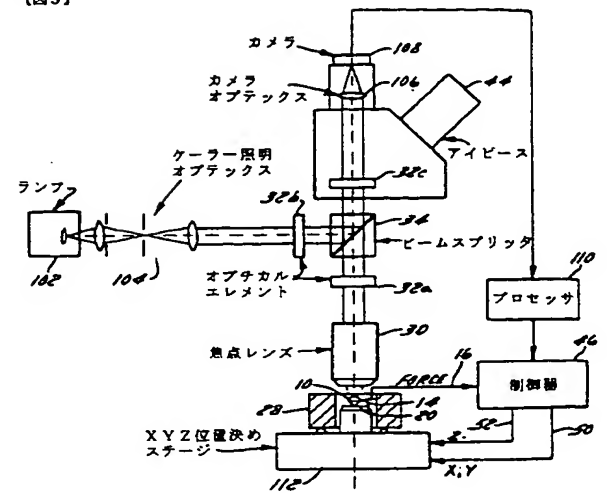 【図5】
カメラ
108
カメラ
オプテックス
106
44
アイピース
ケーラー照明
オプテックス
ランプ
32c
32b
34
ビームスプリッタ
102
104
オプチカル
エレメント
32a
110
プロセッサ
30
焦点レンズ
16
46
10
FORCE
制御器
28
14
20
XYZ位置決め
ステージ
Z
52
50
X,Y
112